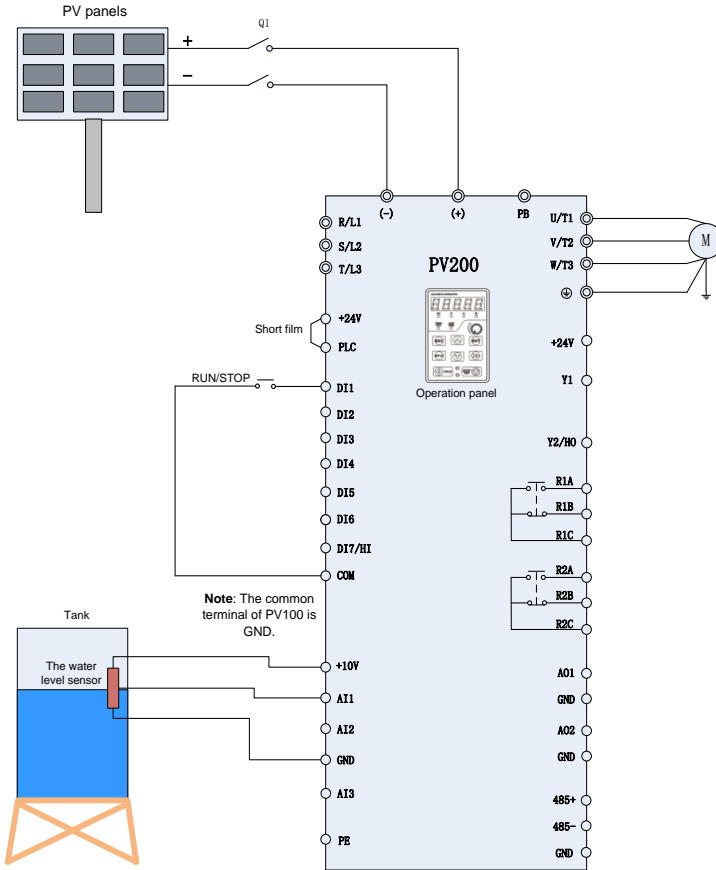 PV panels
Q1
+
−
(-)
(+)
PB
R/L1
S/L2
T/L3
U/T1
V/T2
W/T3
M
PV200
+24V
Short film
PLC
Operation panel
+24V
Y1
RUN/STOP
DI1
DI2
DI3
DI4
DI5
DI6
DI7/HI
COM
Y2/HO
R1A
R1B
R1C
R2A
R2B
R2C
Note: The common
terminal of PV100 is
GND.
Tank
The water
level sensor
+10V
AI1
AI2
GND
AI3
PE
AO1
GND
AO2
GND
485+
485-
GND